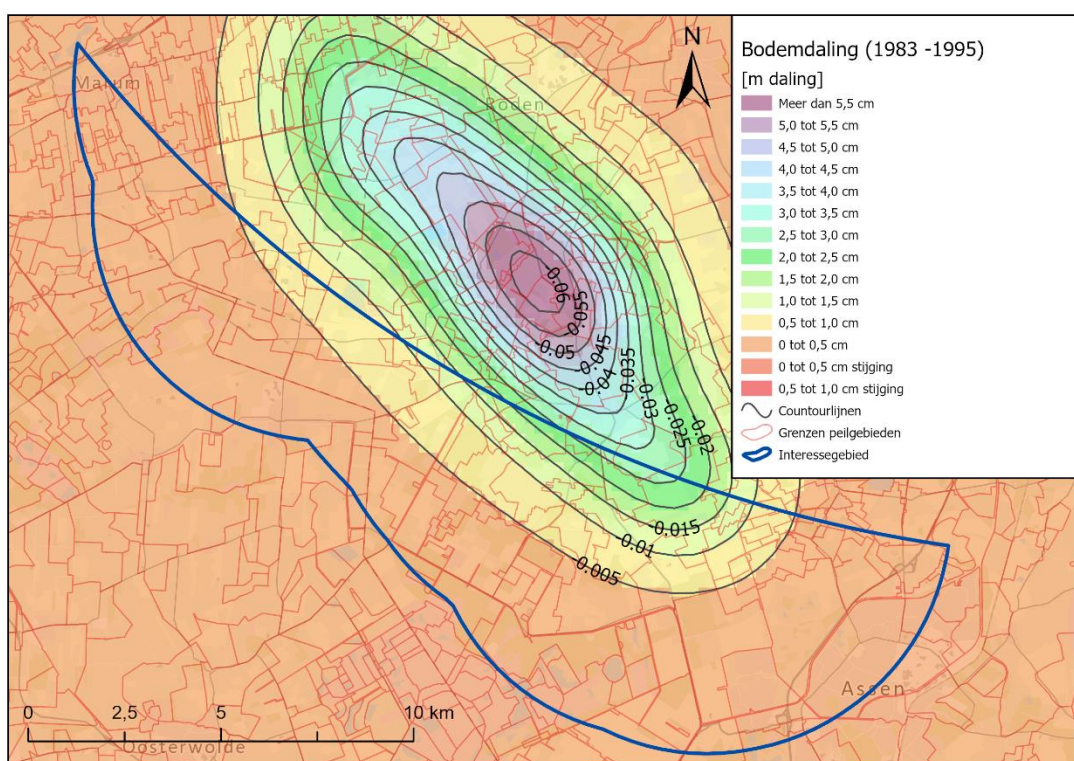 Bodemdaling (1983 -1995)
[m daling]
Meer dan 5,5 cm
5,0 tot 5,5 cm
4,5 tot 5,0 cm
4,0 tot 4,5 cm
3,5 tot 4,0 cm
3,0 tot 3,5 cm
2,5 tot 3,0 cm
2,0 tot 2,5 cm
1,5 tot 2,0 cm
1,0 tot 1,5 cm
0,5 tot 1,0 cm
0 tot 0,5 cm
0 tot 0,5 cm stijging
0,5 tot 1,0 cm stijging
Countourlijnen
Grenzen peilgebieden
Interessegebied
N
Marum
Roden
-0.06
-0.055
-0.05
-0.045
-0.04
-0.035
-0.03
-0.025
-0.02
-0.015
-0.01
-0.005
Assen
0 2,5 5 10 km
Oosterwolde